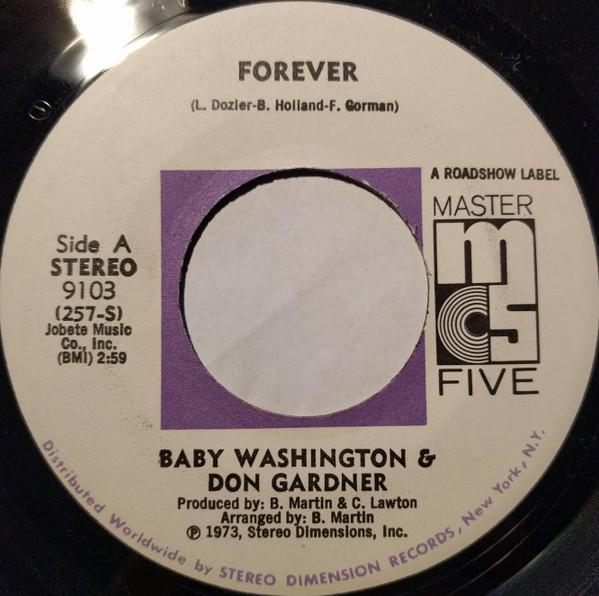 FOREVER
(L. Dozier-B. Holland-F. Gorman)
A ROADSHOW LABEL
MASTER
mc5
FIVE
Side A
STEREO
9103
(257-S)
Jobete Music
Co., Inc.
(BMI) 2:59
BABY WASHINGTON &
DON GARDNER
Produced by: B. Martin & C. Lawton
Arranged by: B. Martin
℗ 1973, Stereo Dimensions, Inc.
Distributed Worldwide by STEREO DIMENSION RECORDS, New York, N.Y.